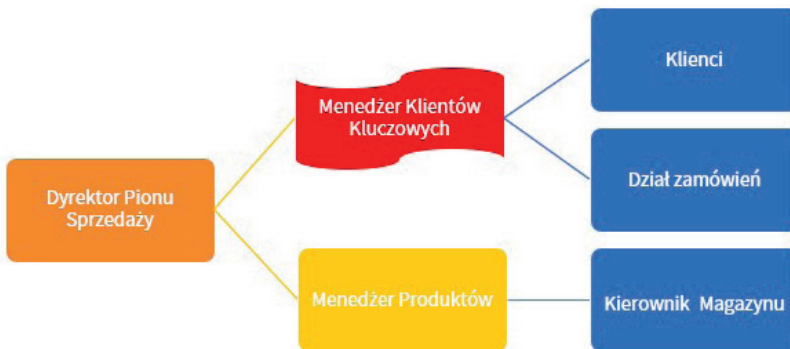 Klienci
Menedżer Klientów
Kluczowych
Dział zamówień
Dyrektor Pionu
Sprzedaży
Menedżer Produktów
Kierownik Magazynu